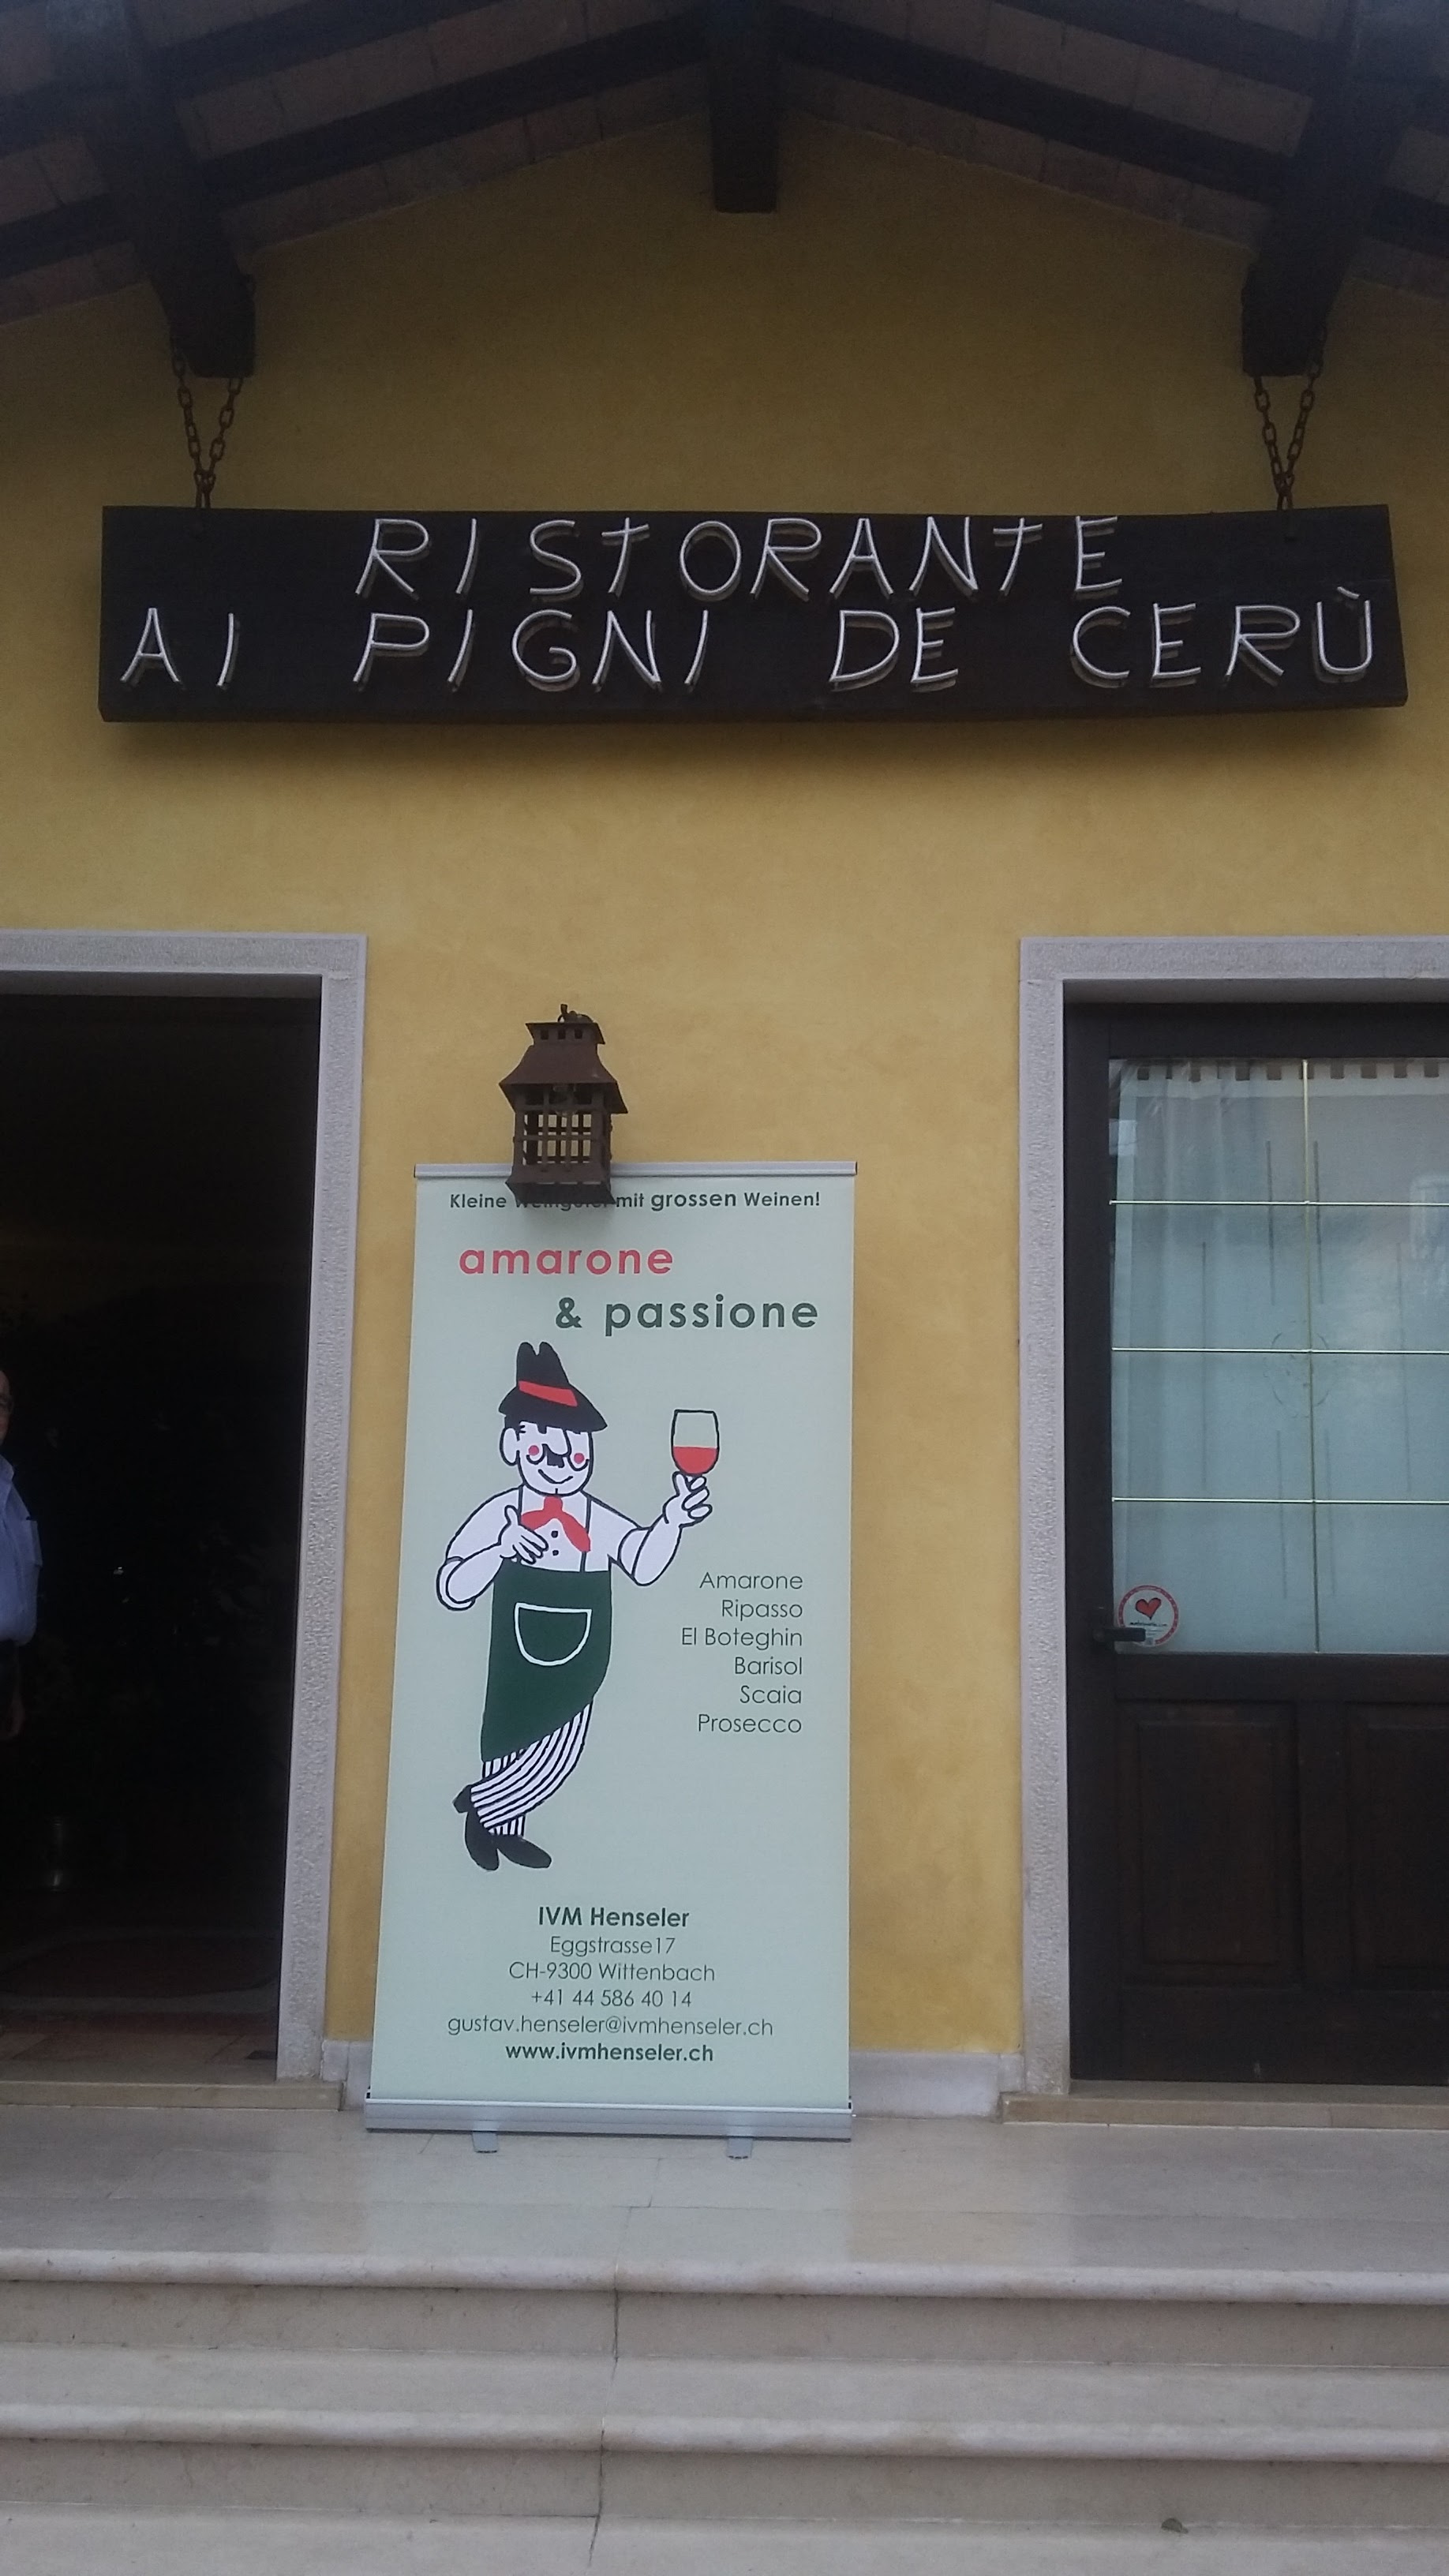 RISTORANTE
AI PIGNI DE CERÙ
Kleine mit grossen Weinen!
amarone
& passione
Amarone
Ripasso
El Boteghin
Barisol
Scaia
Prosecco
IVM Henseler
Eggstrasse17
CH-9300 Wittenbach
+41 44 586 40 14
gustav.henseler@ivmhenseler.ch
www.ivmhenseler.ch